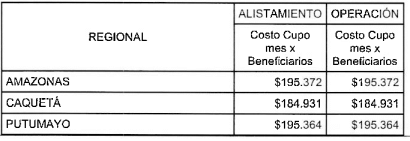 ALISTAMIENTO OPERACIÓN
REGIONAL
Costo Cupo Costo Cupo
mes x mes x
Beneficiarios Beneficiarios
AMAZONAS $195.372 $195.372
CAQUETÁ $184.931 $184.931
PUTUMAYO $195.364 $195.364